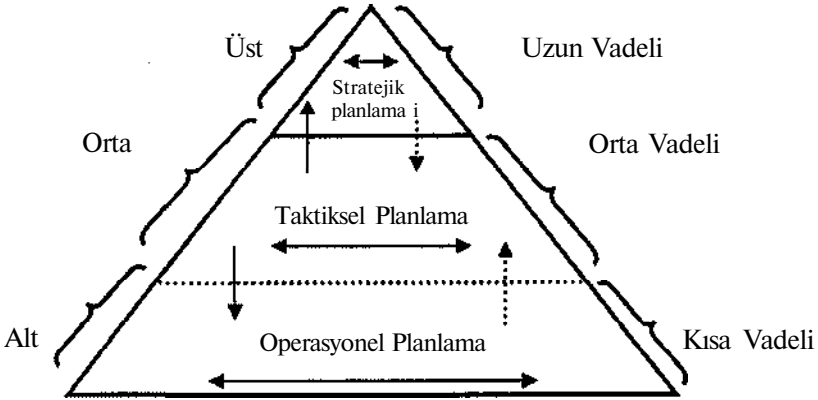 Üst
Uzun Vadeli
Stratejik
planlama i
Orta
Orta Vadeli
Taktiksel Planlama
Alt
Operasyonel Planlama
Kısa Vadeli